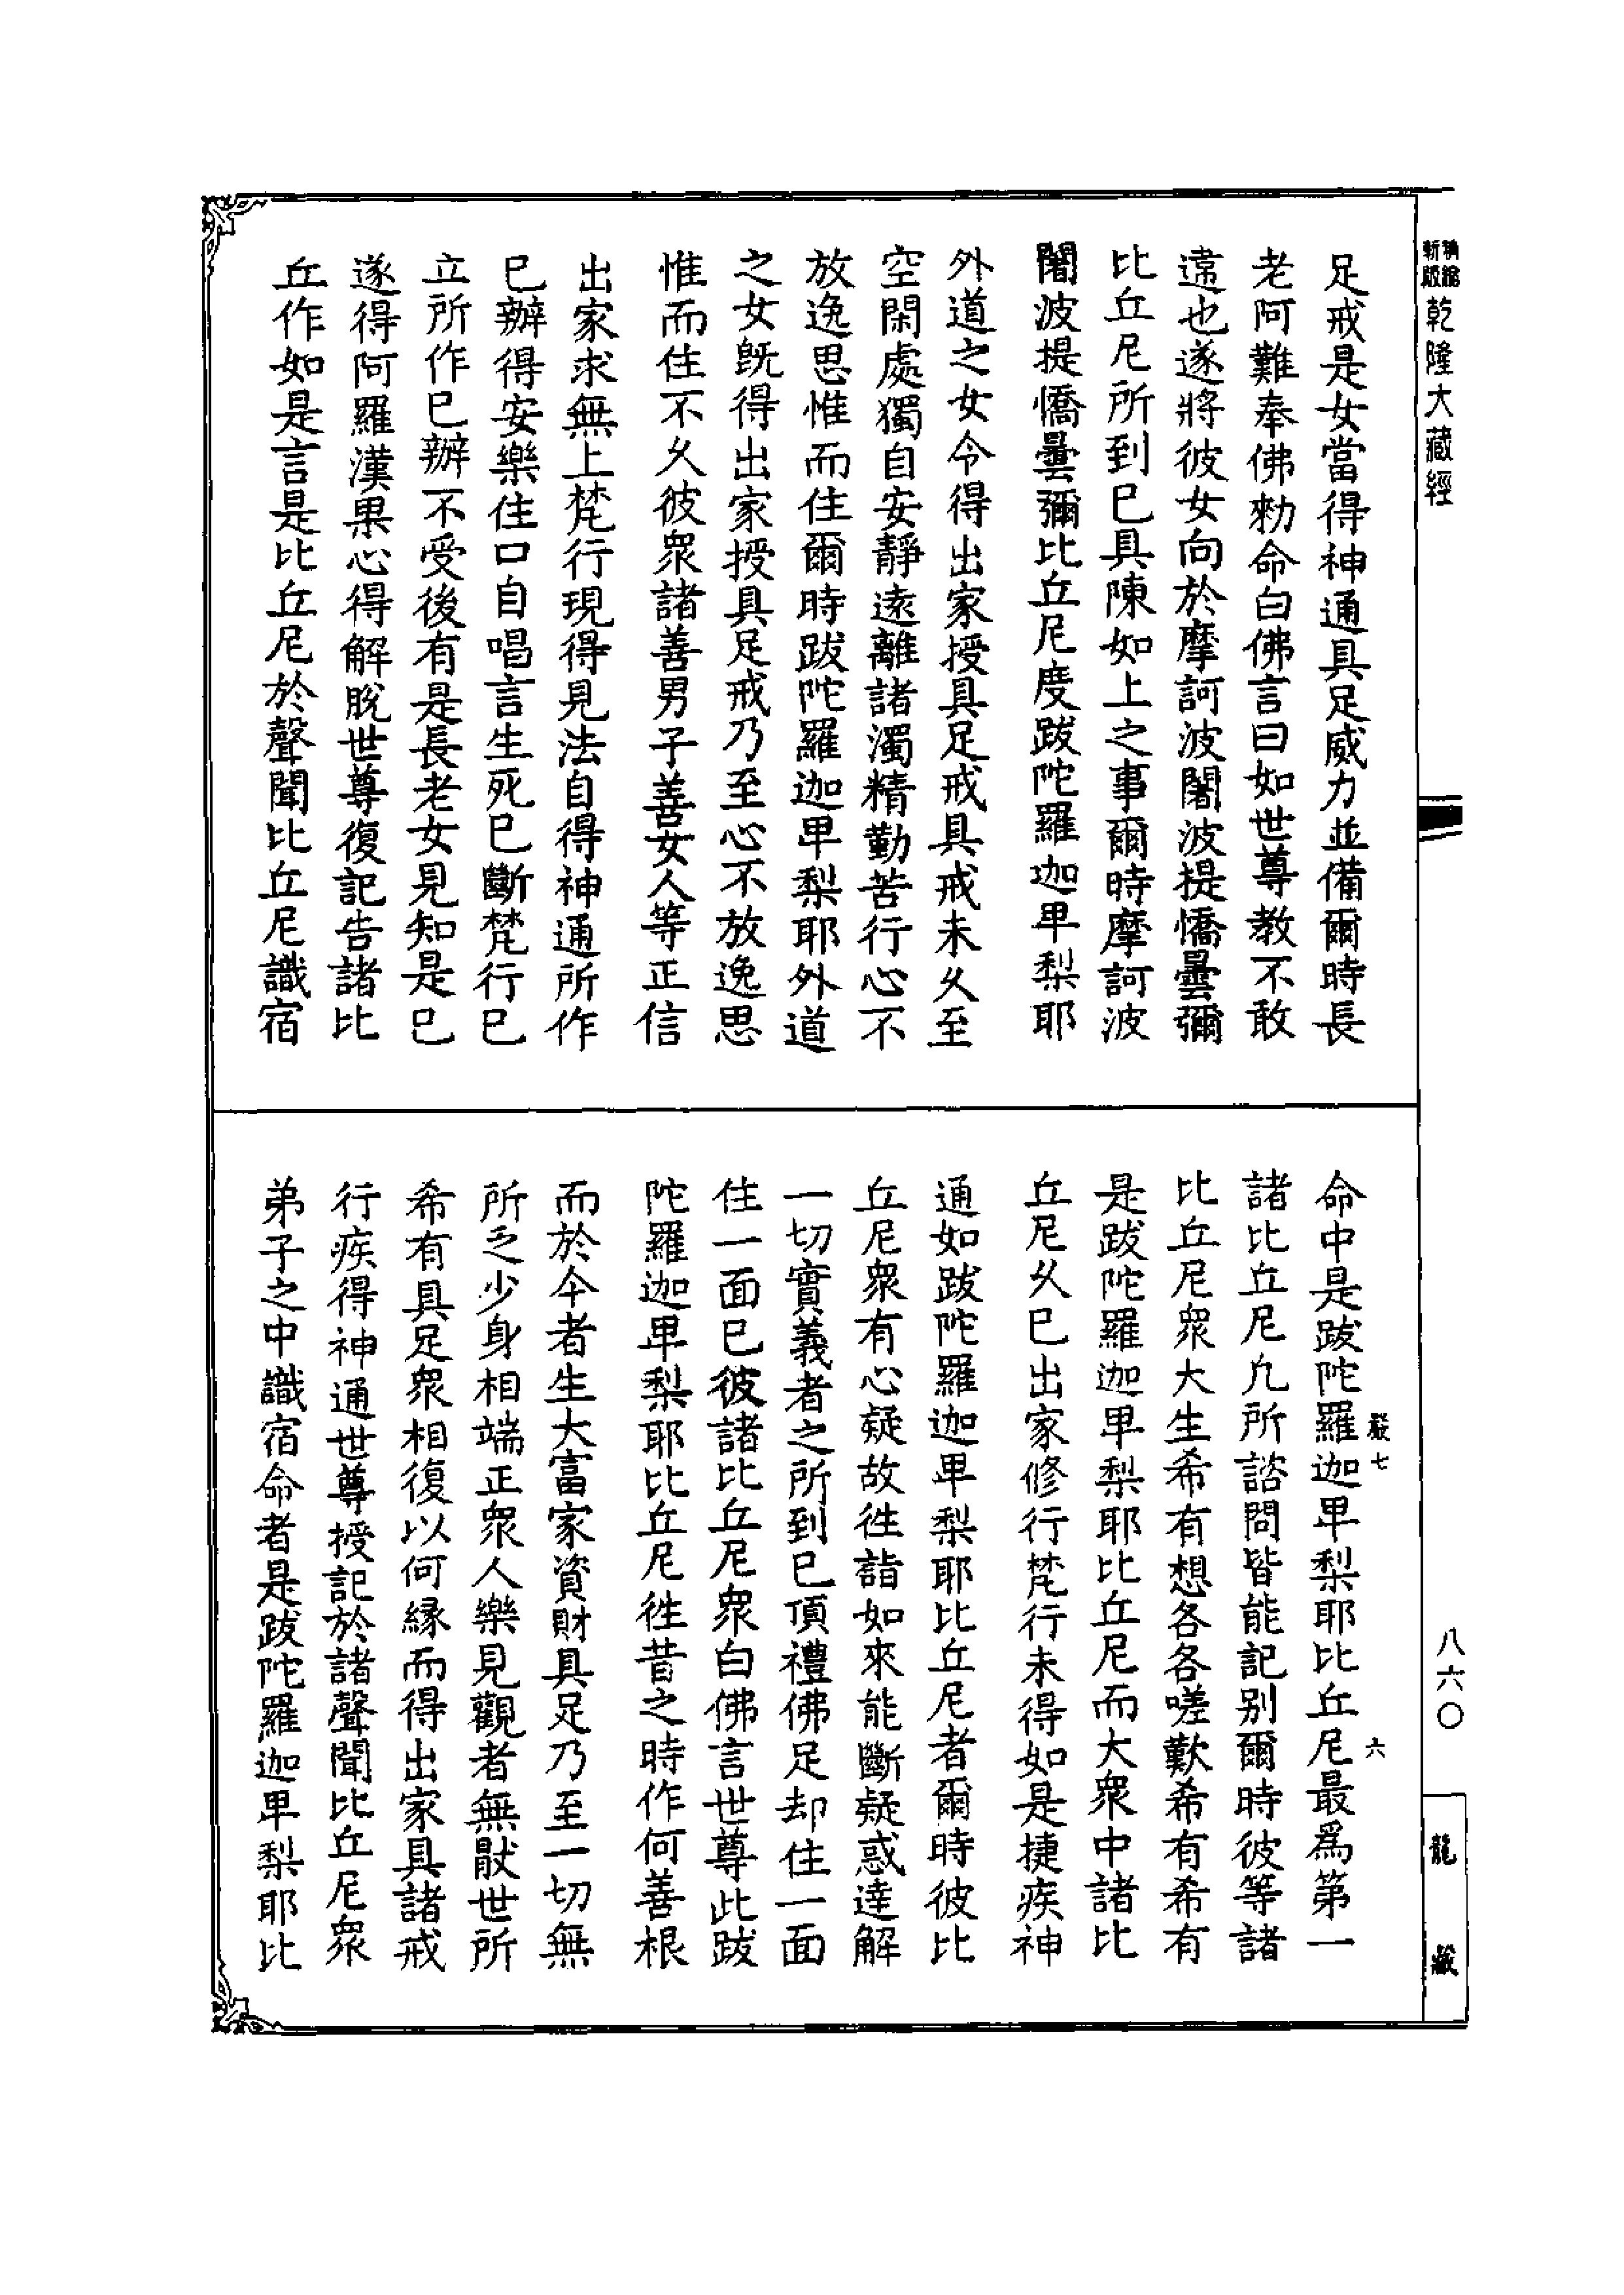 新版
精縮
乾隆大藏經
足戒是女當得神通具足威力並備爾時長
老阿難奉佛勑命白佛言曰如世尊教不敢
違也遂將彼女向於摩訶波闍波提憍曇彌
比丘尼所到已具陳如上之事爾時摩訶波
闍波提憍曇彌比丘尼度跋陀羅迦卑梨耶
外道之女令得出家授具足戒具戒未久至
空閑處獨自安靜遠離諸濁精勤苦行心不
放逸思惟而住爾時跋陀羅迦卑梨耶外道
之女既得出家授具足戒乃至心不放逸思
惟而住不久彼眾諸善男子善女人等正信
出家求無上梵行現得見法自得神通所作
已辦得安樂住口自唱言生死已斷梵行已
立所作已辦不受後有是長老女見知是已
遂得阿羅漢果心得解脫世尊復記告諸比
丘作如是言是比丘尼於聲聞比丘尼識宿
命中是跋陀羅迦卑梨耶比丘尼最爲第一
諸比丘尼凡所諮問皆能記别爾時彼等諸
比丘尼眾大生希有想各各嗟歎希有希有
是跋陀羅迦卑梨耶比丘尼而大眾中諸比
丘尼久已出家修行梵行未得如是捷疾神
通如跋陀羅迦卑梨耶比丘尼者爾時彼比
丘尼眾有心疑故徃詣如來能斷疑惑達解
一切實義者之所到已頂禮佛足却住一面
住一面已彼諸比丘尼眾白佛言世尊此跋
陀羅迦卑梨耶比丘尼徃昔之時作何善根
而於今者生大富家資財具足乃至一切無
所乏少身相端正眾人樂見觀者無猒世所
希有具足眾相復以何緣而得出家具諸戒
行疾得神通世尊授記於諸聲聞比丘尼眾
弟子之中識宿命者是跋陀羅迦卑梨耶比
嚴七
六
八六〇
龍藏